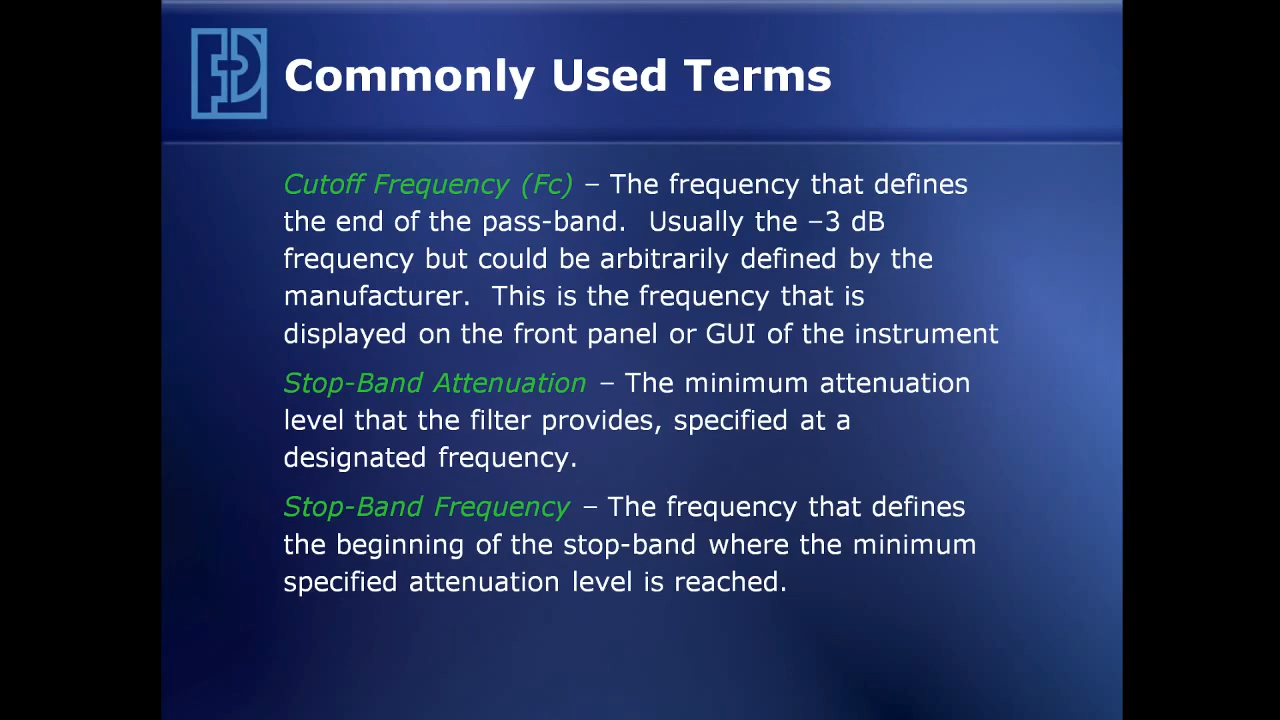 Commonly Used Terms
Cutoff Frequency (Fc) – The frequency that defines
the end of the pass-band.  Usually the –3 dB
frequency but could be arbitrarily defined by the
manufacturer.  This is the frequency that is
displayed on the front panel or GUI of the instrument
Stop-Band Attenuation – The minimum attenuation
level that the filter provides, specified at a
designated frequency.
Stop-Band Frequency – The frequency that defines
the beginning of the stop-band where the minimum
specified attenuation level is reached.